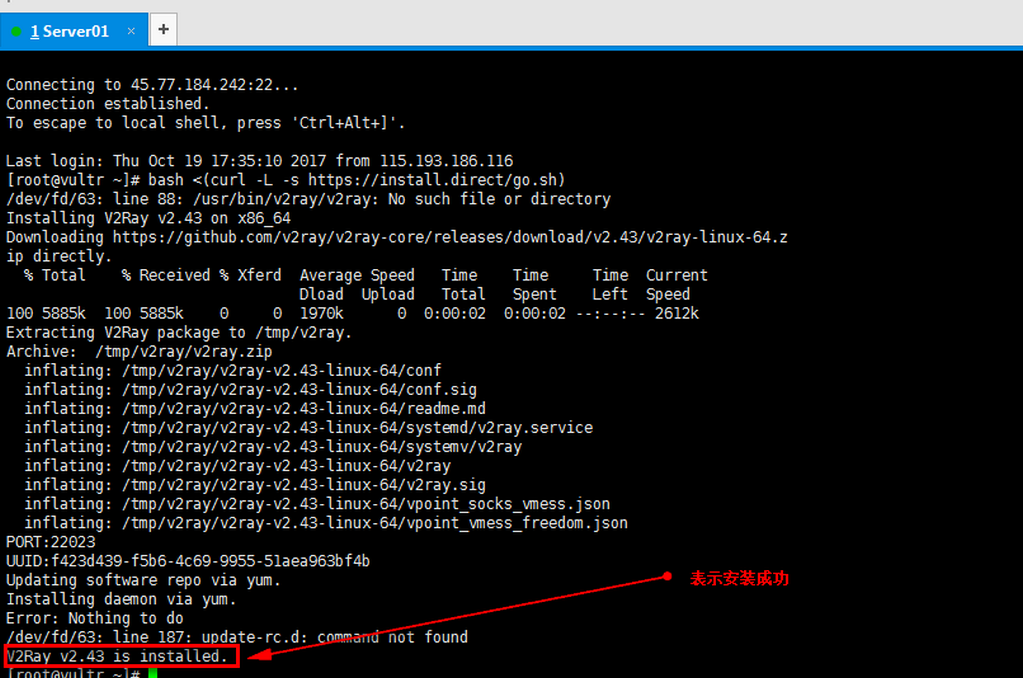 1 Server01 × +
Connecting to 45.77.184.242:22...
Connection established.
To escape to local shell, press 'Ctrl+Alt+]'.
Last login: Thu Oct 19 17:35:10 2017 from 115.193.186.116
[root@vultr ~]# bash <(curl -L -s https://install.direct/go.sh)
/dev/fd/63: line 88: /usr/bin/v2ray/v2ray: No such file or directory
Installing V2Ray v2.43 on x86_64
Downloading https://github.com/v2ray/v2ray-core/releases/download/v2.43/v2ray-linux-64.z
ip directly.
% Total % Received % Xferd Average Speed Time Time Time Current
Dload Upload Total Spent Left Speed
100 5885k 100 5885k 0 0 1970k 0 0:00:02 0:00:02 --:--:-- 2612k
Extracting V2Ray package to /tmp/v2ray.
Archive: /tmp/v2ray/v2ray.zip
inflating: /tmp/v2ray/v2ray-v2.43-linux-64/conf
inflating: /tmp/v2ray/v2ray-v2.43-linux-64/conf.sig
inflating: /tmp/v2ray/v2ray-v2.43-linux-64/readme.md
inflating: /tmp/v2ray/v2ray-v2.43-linux-64/systemd/v2ray.service
inflating: /tmp/v2ray/v2ray-v2.43-linux-64/systemv/v2ray
inflating: /tmp/v2ray/v2ray-v2.43-linux-64/v2ray
inflating: /tmp/v2ray/v2ray-v2.43-linux-64/v2ray.sig
inflating: /tmp/v2ray/v2ray-v2.43-linux-64/vpoint_socks_vmess.json
inflating: /tmp/v2ray/v2ray-v2.43-linux-64/vpoint_vmess_freedom.json
PORT:22023
UUID:f423d439-f5b6-4c69-9955-51aea963bf4b
Updating software repo via yum.
表示安装成功
Installing daemon via yum.
Error: Nothing to do
/dev/fd/63: line 187: update-rc.d: command not found
V2Ray v2.43 is installed.
[root@vultr ~]#